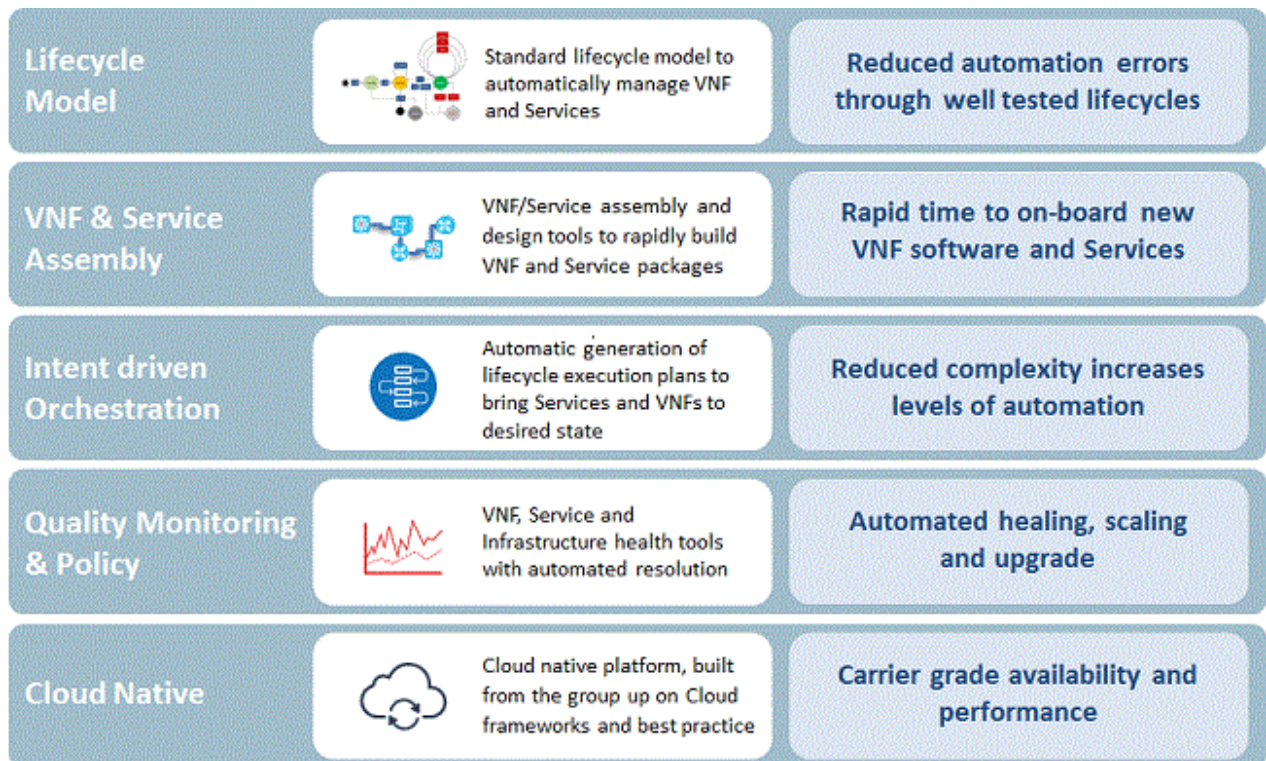 Lifecycle
Model
Standard lifecycle model to
automatically manage VNF
and Services
Reduced automation errors
through well tested lifecycles
VNF & Service
Assembly
VNF/Service assembly and
design tools to rapidly build
VNF and Service packages
Rapid time to on-board new
VNF software and Services
Intent driven
Orchestration
Automatic generation of
lifecycle execution plans to
bring Services and VNFs to
desired state
Reduced complexity increases
levels of automation
Quality Monitoring
& Policy
VNF, Service and
Infrastructure health tools
with automated resolution
Automated healing, scaling
and upgrade
Cloud Native
Cloud native platform, built
from the group up on Cloud
frameworks and best practice
Carrier grade availability and
performance